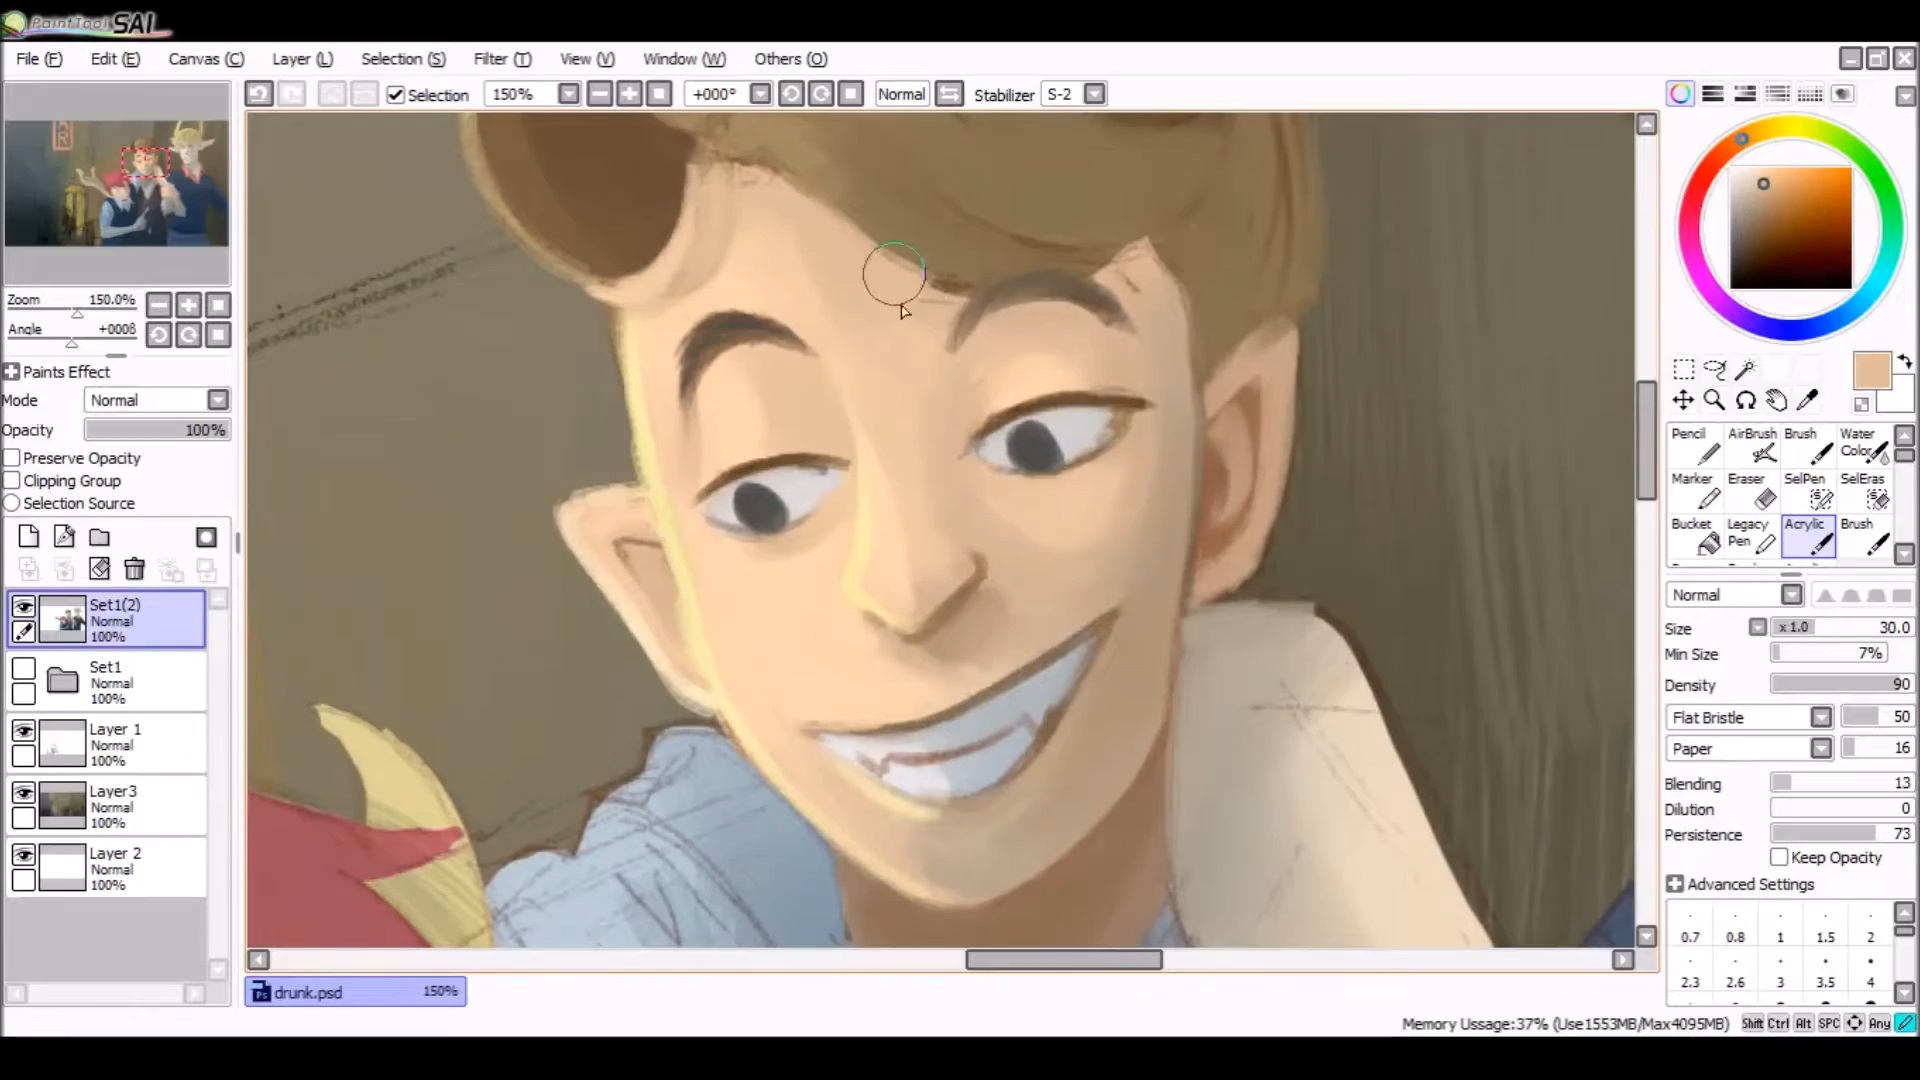 PaintTool SAI
File (F) Edit (E) Canvas (C) Layer (L) Selection (S) Filter (T) View (V) Window (W) Others (O)
Selection 150% +000° Normal Stabilizer S-2
Zoom 150.0%
Angle +000
Paints Effect
Mode Normal
Opacity 100%
Preserve Opacity
Clipping Group
Selection Source
Set1(2)
Normal
100%
Set1
Normal
100%
Layer 1
Normal
100%
Layer3
Normal
100%
Layer 2
Normal
100%
drunk.psd 150%
Pencil AirBrush Brush Water Color
Marker Eraser SelPen SelEras
Bucket Legacy Pen Acrylic Brush
Normal
Size x 1.0 30.0
Min Size 7%
Density 90
Flat Bristle 50
Paper 16
Blending 13
Dilution 0
Persistence 73
Keep Opacity
Advanced Settings
0.7 0.8 1 1.5 2
2.3 2.6 3 3.5 4
Memory Ussage:37% (Use1553MB/Max4095MB) Shift Ctrl Alt SPC Any